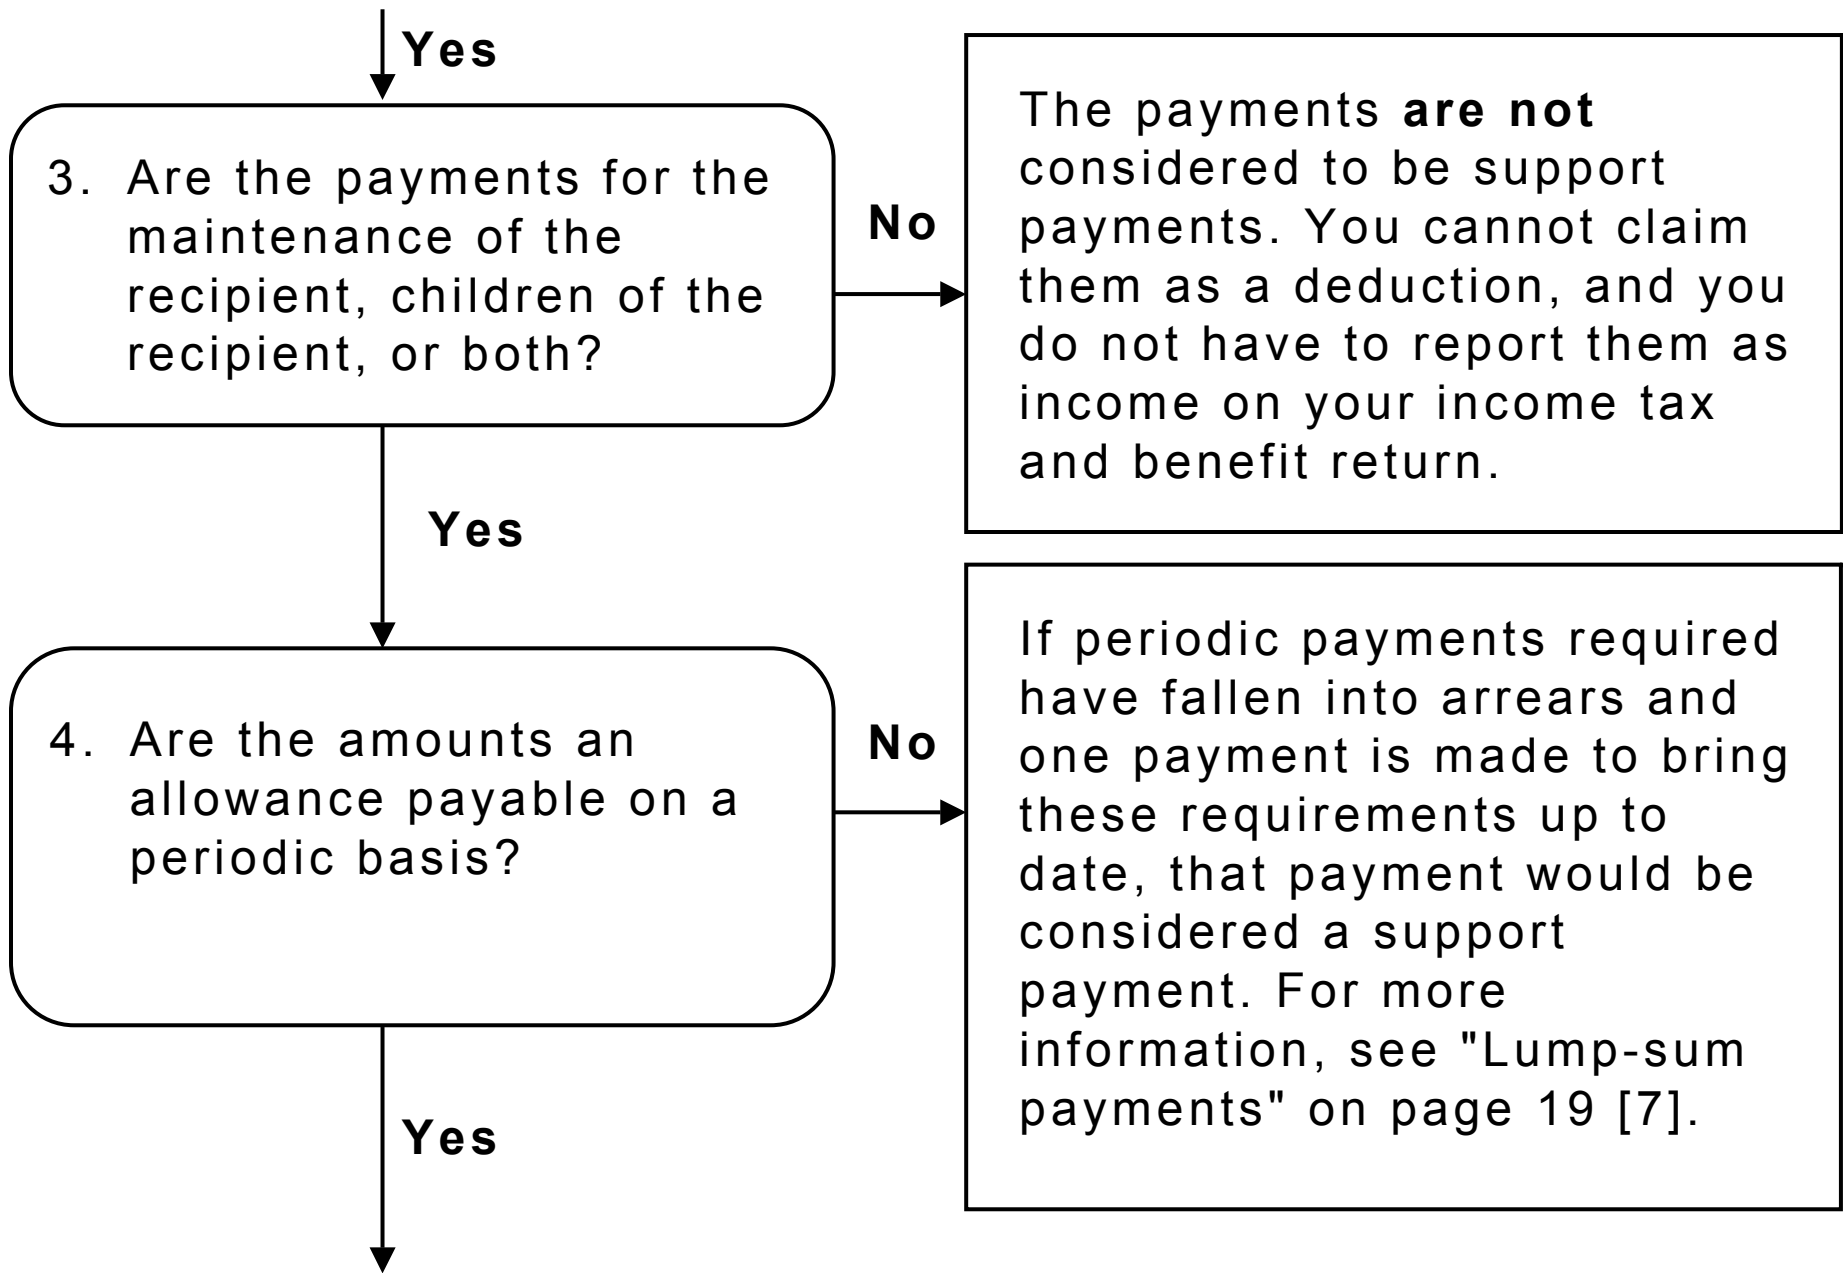 Yes
3. Are the payments for the
maintenance of the
recipient, children of the
recipient, or both?
No
The payments are not
considered to be support
payments. You cannot claim
them as a deduction, and you
do not have to report them as
income on your income tax
and benefit return.
Yes
4. Are the amounts an
allowance payable on a
periodic basis?
No
If periodic payments required
have fallen into arrears and
one payment is made to bring
these requirements up to
date, that payment would be
considered a support
payment. For more
information, see "Lump-sum
payments" on page 19 [7].
Yes